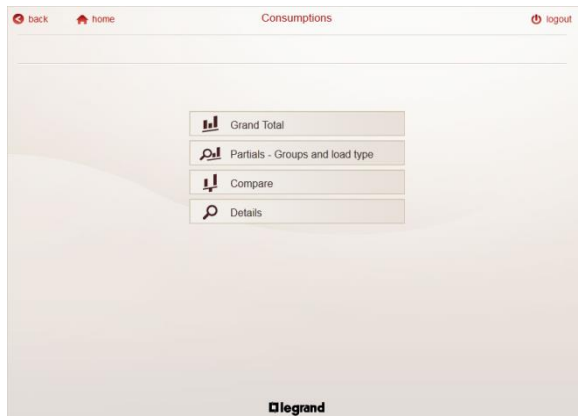 back home Consumptions logout
Grand Total
Partials - Groups and load type
Compare
Details
legrand